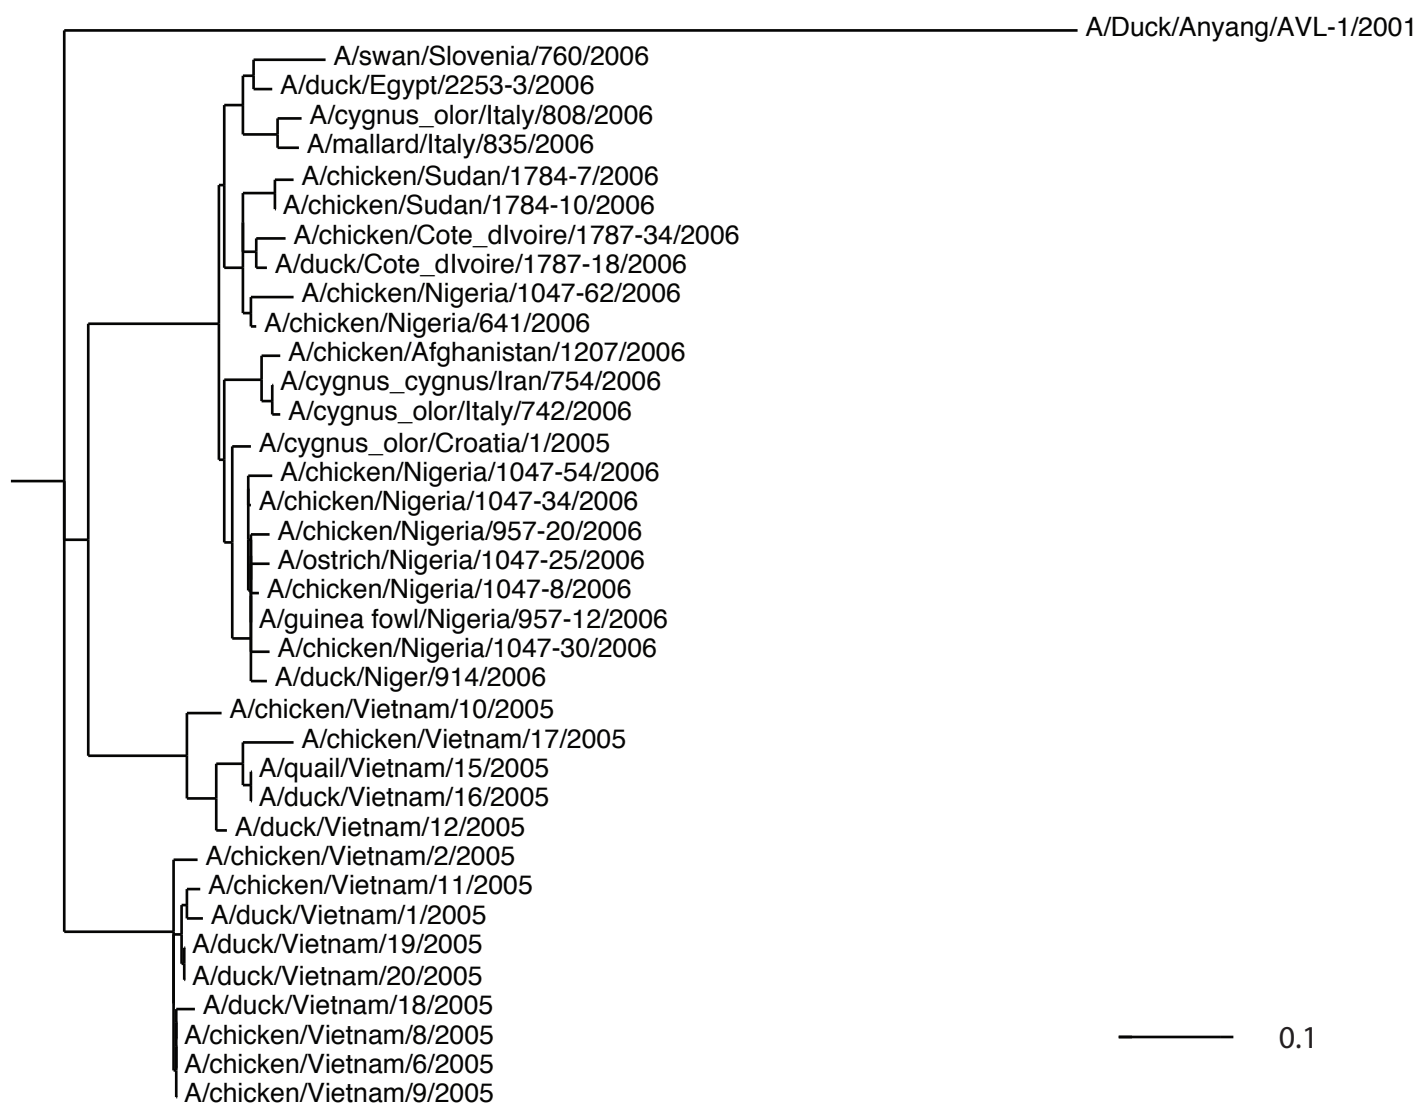 A/Duck/Anyang/AVL-1/2001
A/swan/Slovenia/760/2006
A/duck/Egypt/2253-3/2006
A/cygnus_olor/Italy/808/2006
A/mallard/Italy/835/2006
A/chicken/Sudan/1784-7/2006
A/chicken/Sudan/1784-10/2006
A/chicken/Cote_dIvoire/1787-34/2006
A/duck/Cote_dIvoire/1787-18/2006
A/chicken/Nigeria/1047-62/2006
A/chicken/Nigeria/641/2006
A/chicken/Afghanistan/1207/2006
A/cygnus_cygnus/Iran/754/2006
A/cygnus_olor/Italy/742/2006
A/cygnus_olor/Croatia/1/2005
A/chicken/Nigeria/1047-54/2006
A/chicken/Nigeria/1047-34/2006
A/chicken/Nigeria/957-20/2006
A/ostrich/Nigeria/1047-25/2006
A/chicken/Nigeria/1047-8/2006
A/guinea fowl/Nigeria/957-12/2006
A/chicken/Nigeria/1047-30/2006
A/duck/Niger/914/2006
A/chicken/Vietnam/10/2005
A/chicken/Vietnam/17/2005
A/quail/Vietnam/15/2005
A/duck/Vietnam/16/2005
A/duck/Vietnam/12/2005
A/chicken/Vietnam/2/2005
A/chicken/Vietnam/11/2005
A/duck/Vietnam/1/2005
A/duck/Vietnam/19/2005
A/duck/Vietnam/20/2005
A/duck/Vietnam/18/2005
A/chicken/Vietnam/8/2005
0.1
A/chicken/Vietnam/6/2005
A/chicken/Vietnam/9/2005